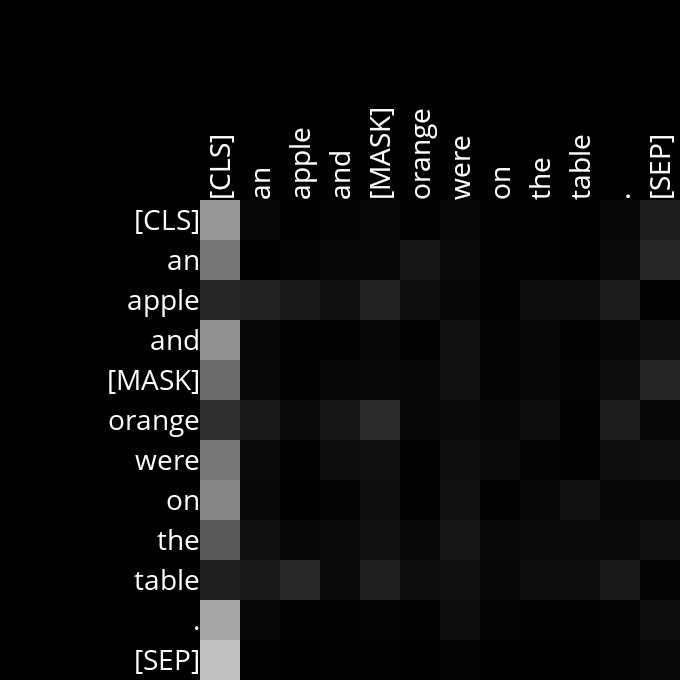 [CLS] an apple and [MASK] orange were on the table . [SEP]
[CLS]
an
apple
and
[MASK]
orange
were
on
the
table
.
[SEP]